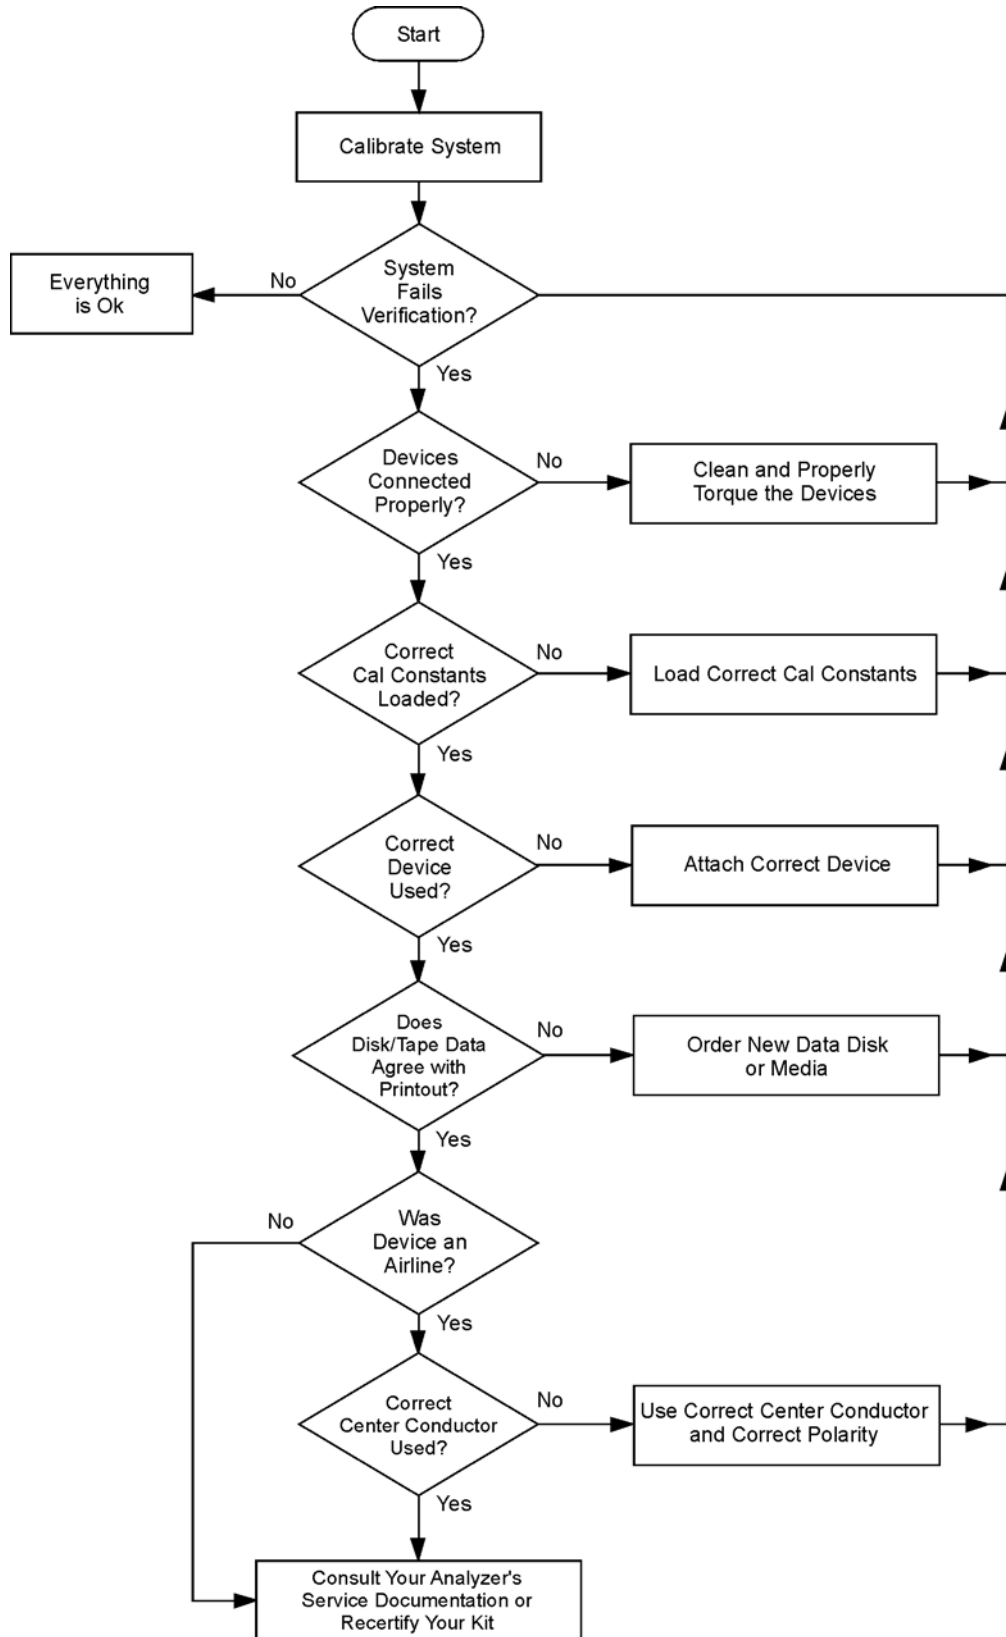 Start
Calibrate System
System
Fails
Verification?
No
Everything
is Ok
Yes
Devices
Connected
Properly?
No
Clean and Properly
Torque the Devices
Yes
Correct
Cal Constants
Loaded?
No
Load Correct Cal Constants
Yes
Correct
Device
Used?
No
Attach Correct Device
Yes
Does
Disk/Tape Data
Agree with
Printout?
No
Order New Data Disk
or Media
Yes
Was
Device an
Airline?
No
Yes
Correct
Center Conductor
Used?
No
Use Correct Center Conductor
and Correct Polarity
Yes
Consult Your Analyzer's
Service Documentation or
Recertify Your Kit